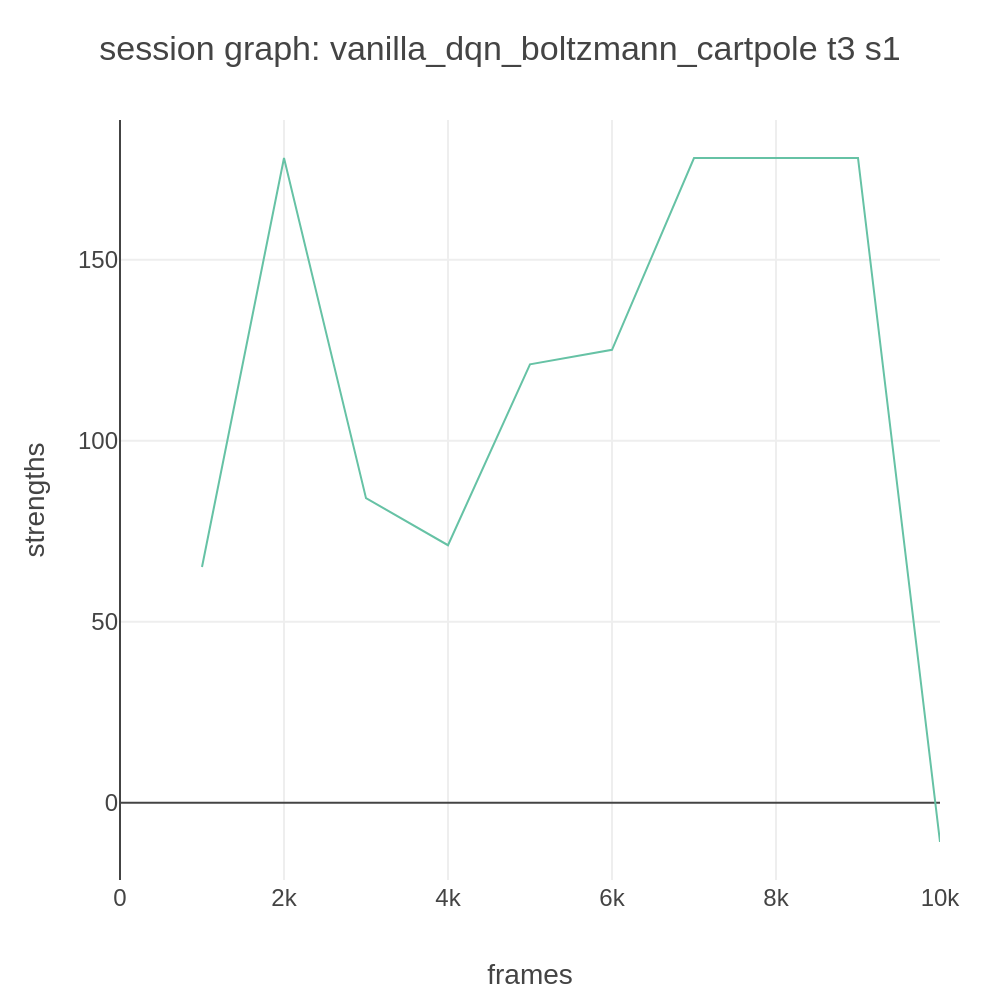 session graph: vanilla_dqn_boltzmann_cartpole t3 s1
strengths
150
100
50
0
0
2k
4k
6k
8k
10k
frames